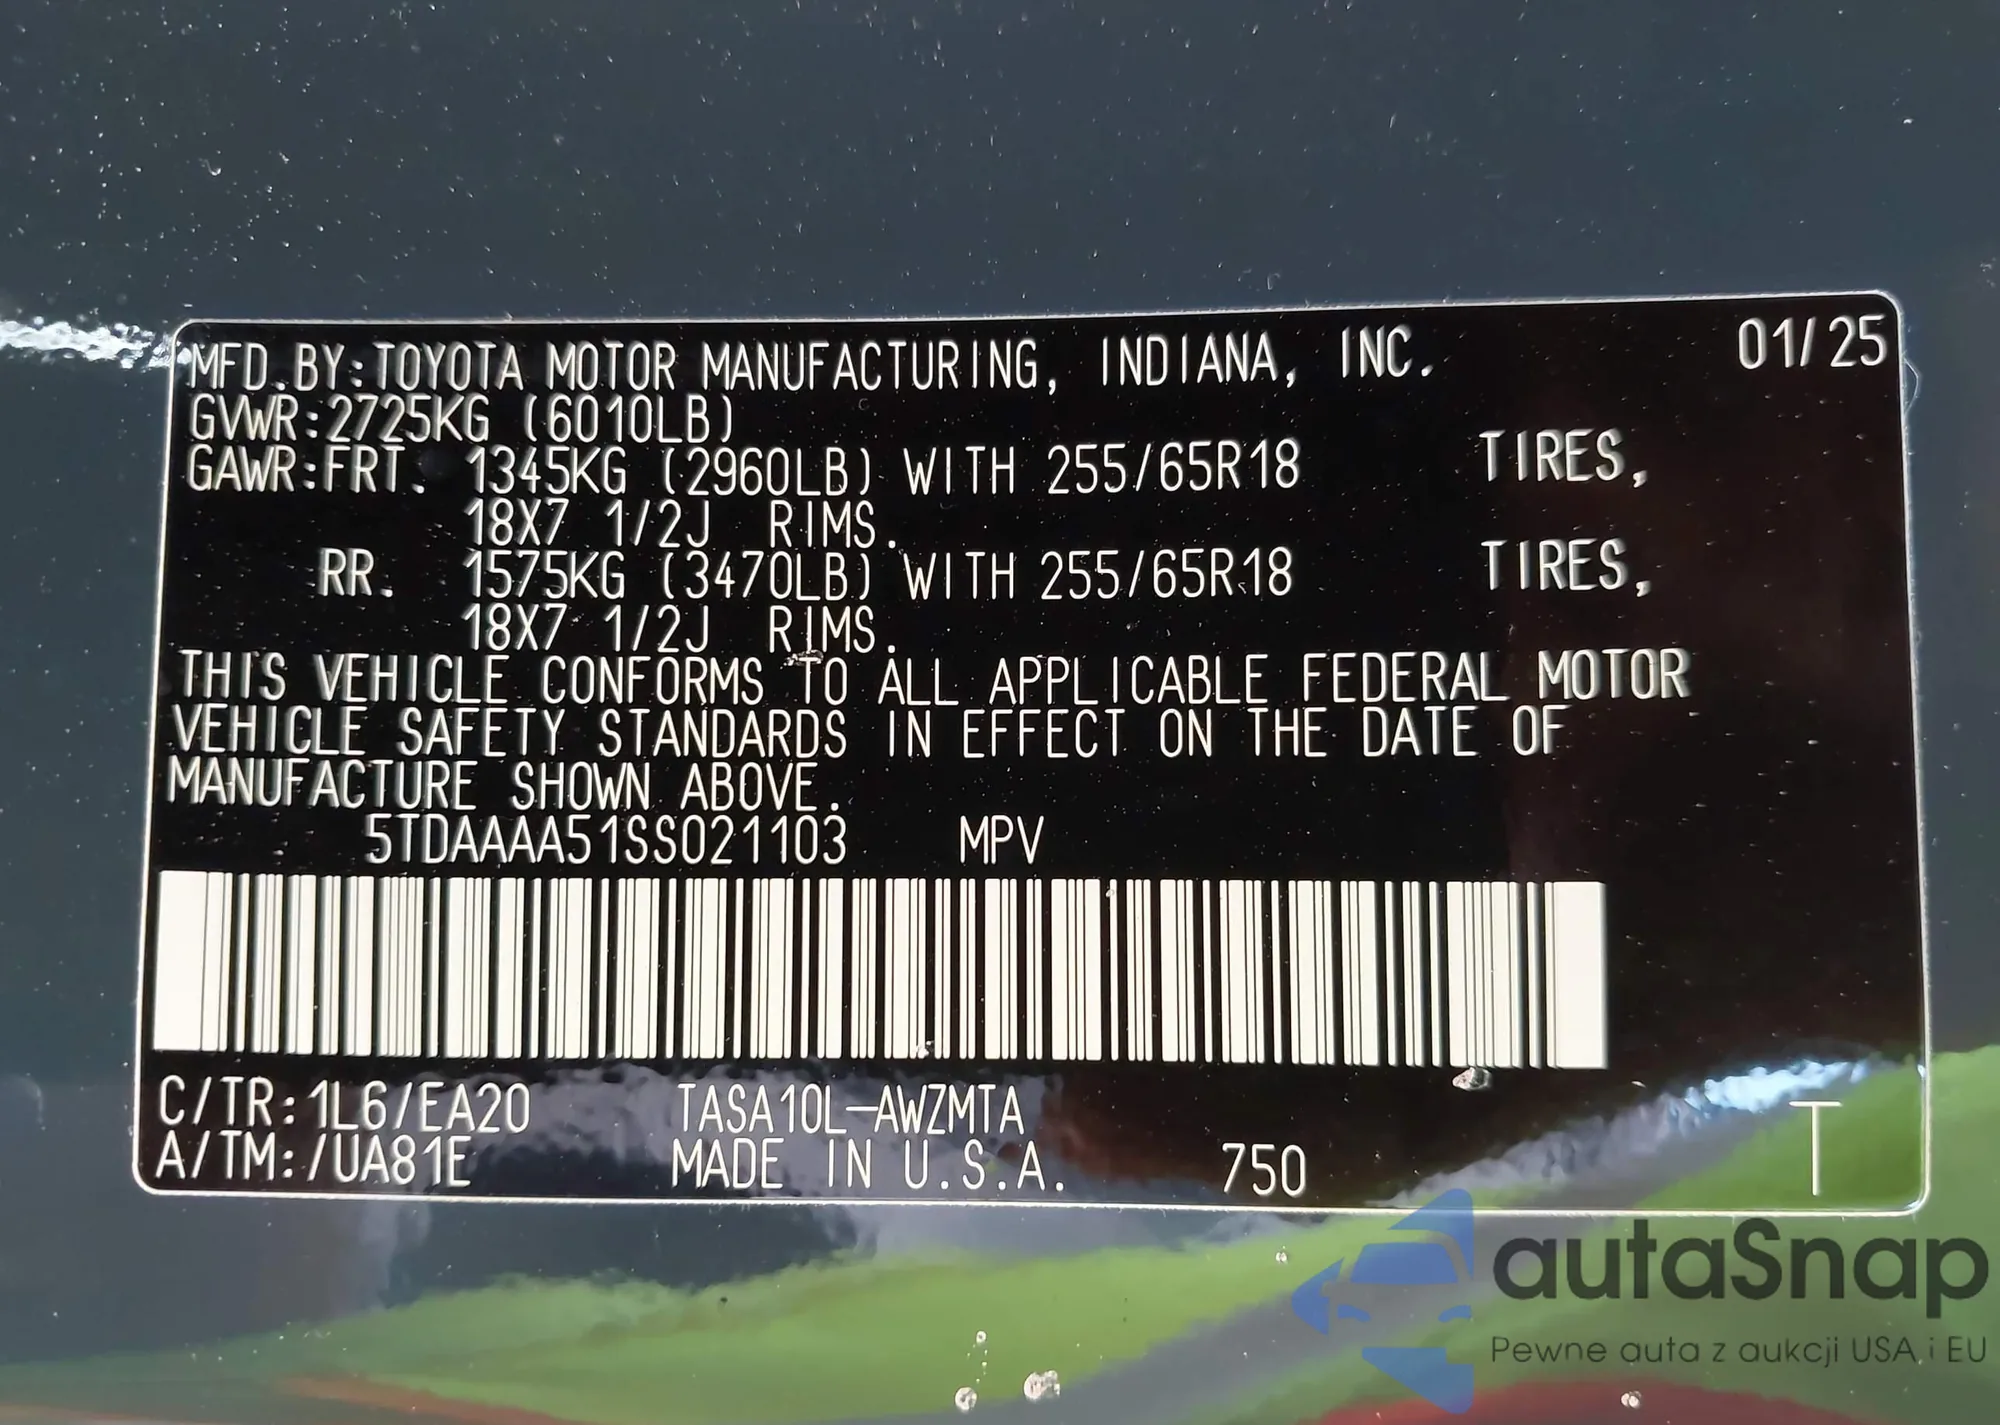 MFD.BY:TOYOTA MOTOR MANUFACTURING, INDIANA, INC. 01/25
GVWR:2725KG (6010LB)
GAWR:FRT. 1345KG (2960LB) WITH 255/65R18 TIRES,
18X7 1/2J RIMS.
RR. 1575KG (3470LB) WITH 255/65R18 TIRES,
18X7 1/2J RIMS.
THIS VEHICLE CONFORMS TO ALL APPLICABLE FEDERAL MOTOR
VEHICLE SAFETY STANDARDS IN EFFECT ON THE DATE OF
MANUFACTURE SHOWN ABOVE.
5TDAAAA51SS021103 MPV
C/TR:1L6/EA20 TASA10L-AWZMTA T
A/TM:/UA81E MADE IN U.S.A. 750
autaSnap
Pewne auta z aukcji USA i EU